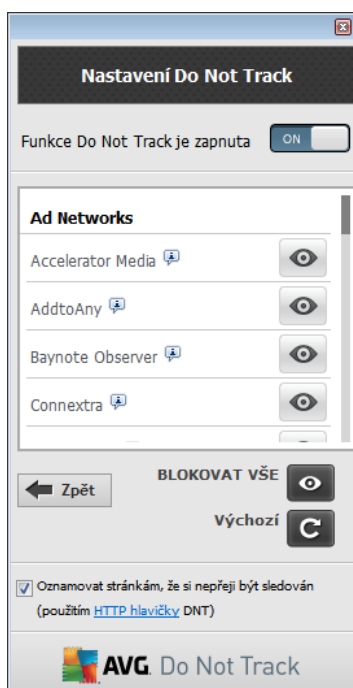 Nastavení Do Not Track
Funkce Do Not Track je zapnuta ON
Ad Networks
Accelerator Media
AddtoAny
Baynote Observer
Connextra
BLOKOVAT VŠE
Zpět
Výchozí
Oznamovat stránkám, že si nepřeji být sledován
(použitím HTTP hlavičky DNT)
AVG. Do Not Track